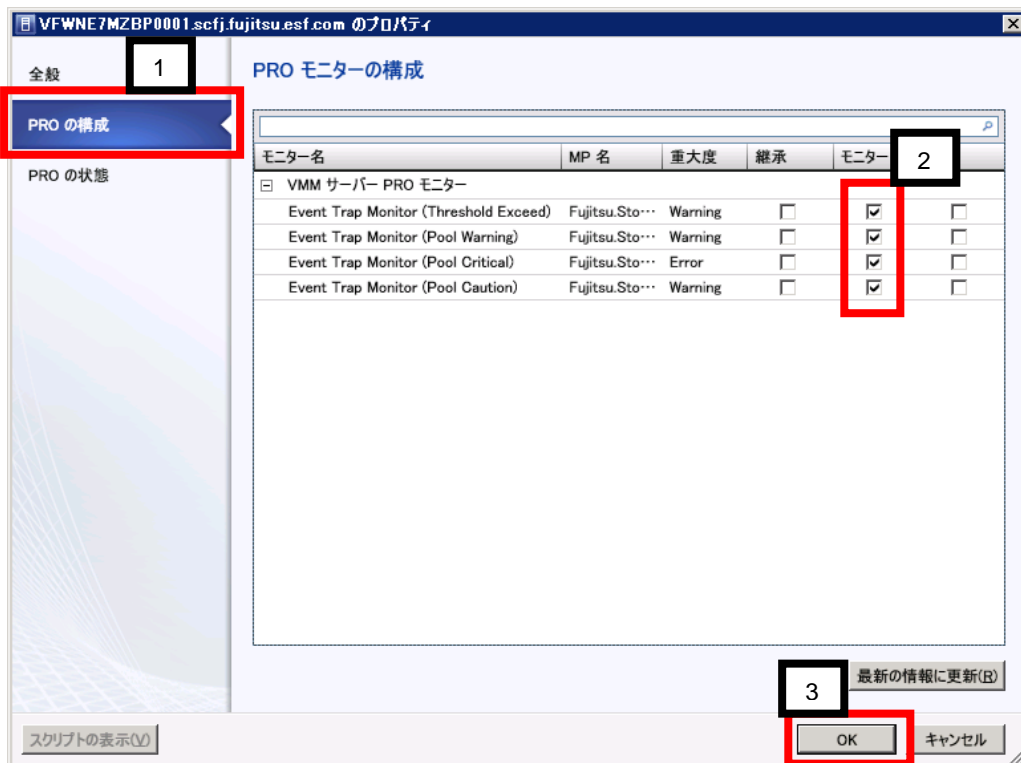 VFWNE7MZBP0001.scfj.fujitsu.esf.com のプロパティ
全般
1
PRO の構成
PRO の状態
PRO モニターの構成
モニター名 MP 名 重大度 継承 モニター 2
VMM サーバー PRO モニター
Event Trap Monitor (Threshold Exceed) Fujitsu.Sto… Warning
Event Trap Monitor (Pool Warning) Fujitsu.Sto… Warning
Event Trap Monitor (Pool Critical) Fujitsu.Sto… Error
Event Trap Monitor (Pool Caution) Fujitsu.Sto… Warning
最新の情報に更新(R)
3
スクリプトの表示(V)
OK
キャンセル